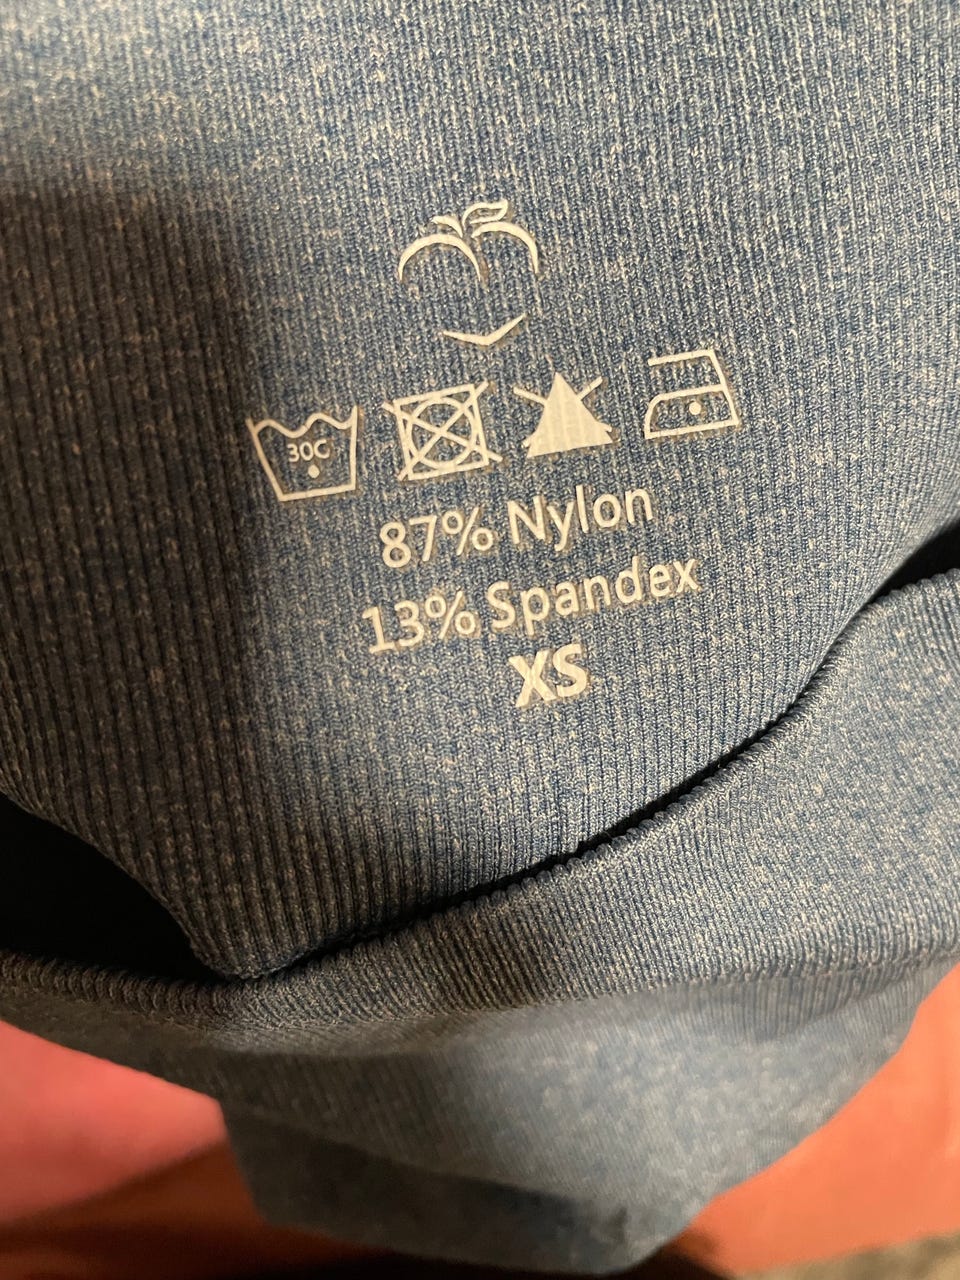 30C
87% Nylon
13% Spandex
XS